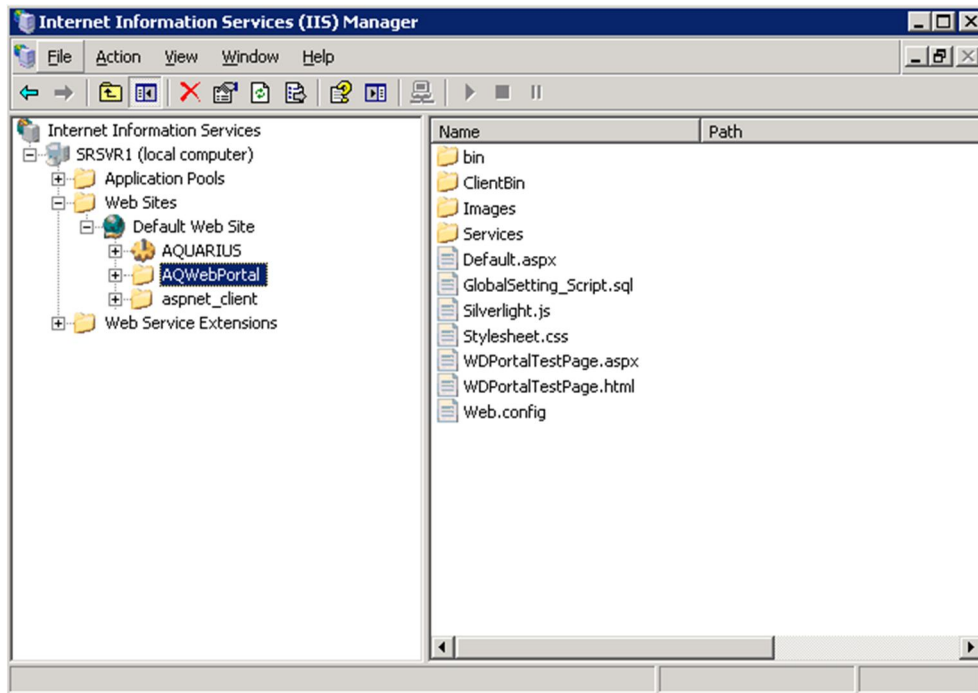 Internet Information Services (IIS) Manager
File Action View Window Help
Internet Information Services
SRSVR1 (local computer)
Application Pools
Web Sites
Default Web Site
AQUARIUS
AQWebPortal
aspnet_client
Web Service Extensions
Name Path
bin
ClientBin
Images
Services
Default.aspx
GlobalSetting_Script.sql
Silverlight.js
Stylesheet.css
WDPortalTestPage.aspx
WDPortalTestPage.html
Web.config